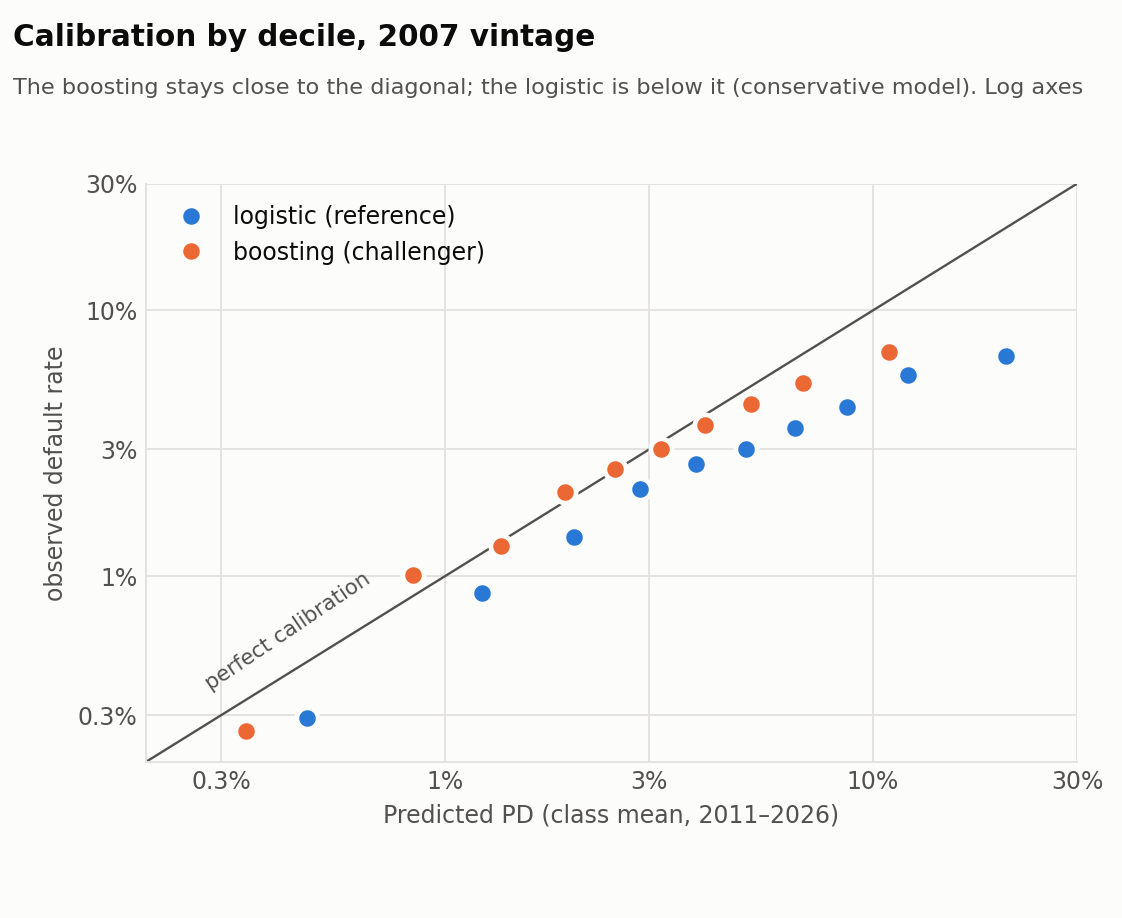 Calibration by decile, 2007 vintage
The boosting stays close to the diagonal; the logistic is below it (conservative model). Log axes
30%
10%
3%
1%
0.3%
observed default rate
logistic (reference)
boosting (challenger)
perfect calibration
0.3%
1%
3%
10%
30%
Predicted PD (class mean, 2011–2026)